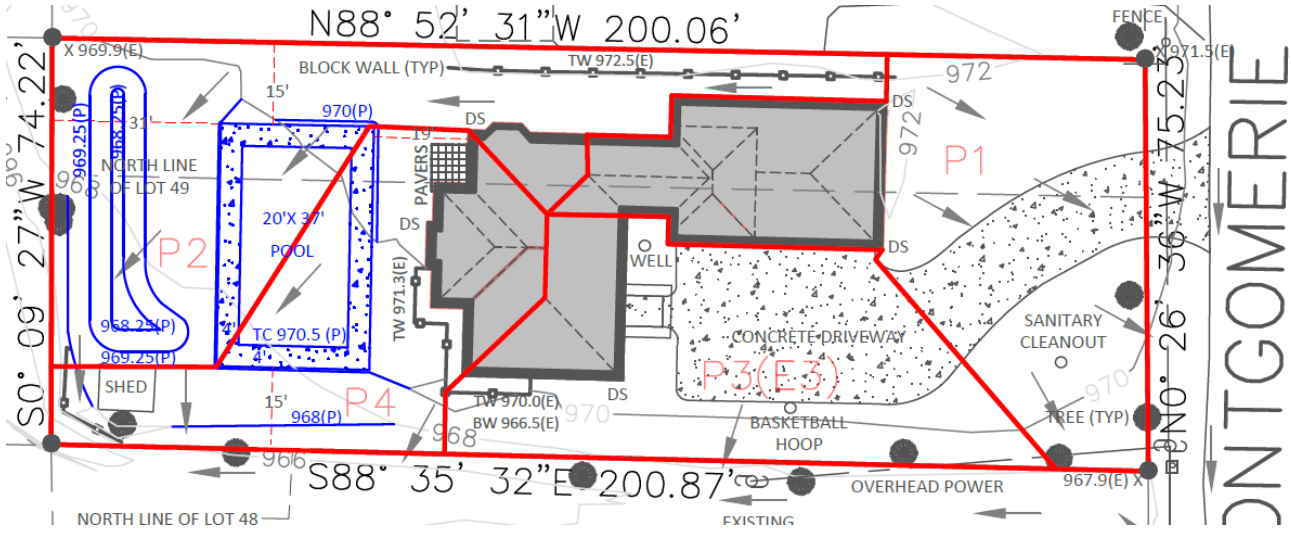 970
N88° 52' 31"W 200.06'
FENCE
X 969.9(E)
X 971.5(E)
BLOCK WALL (TYP)
TW 972.5(E)
972
S0° 09' 27"W 74.22'
15'
970(P)
DS
DS
31'
19'
972
969.25(P)
968.25(P)
NORTH LINE
OF LOT 49
968
PAVERS
P1
N0° 26' 36"W 75.23'
MONTGOMERIE
P2
20'X 37'
POOL
DS
DS
WELL
TW 971.3(E)
968.25(P)
4'
TC 970.5 (P)
969.25(P)
4'
CONCRETE DRIVEWAY
SANITARY
CLEANOUT
SHED
P3(E3)
970
15'
P4
DS
TW 970.0(E)
BW 966.5(E)
970
968(P)
968
BASKETBALL
HOOP
TREE (TYP)
966
S88° 35' 32"E 200.87'
OVERHEAD POWER
967.9(E) X
NORTH LINE OF LOT 48
EXISTING